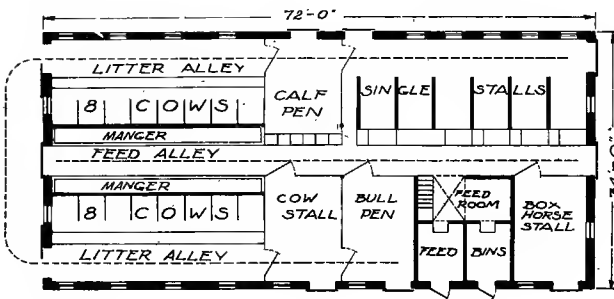 72'-0"
LITTER ALLEY
CALF
PEN
SINGLE STALLS
8 COWS
MANGER
FEED ALLEY
MANGER
8 COWS
COW
STALL
BULL
PEN
FEED
ROOM
BOX
HORSE
STALL
FEED BINS
LITTER ALLEY